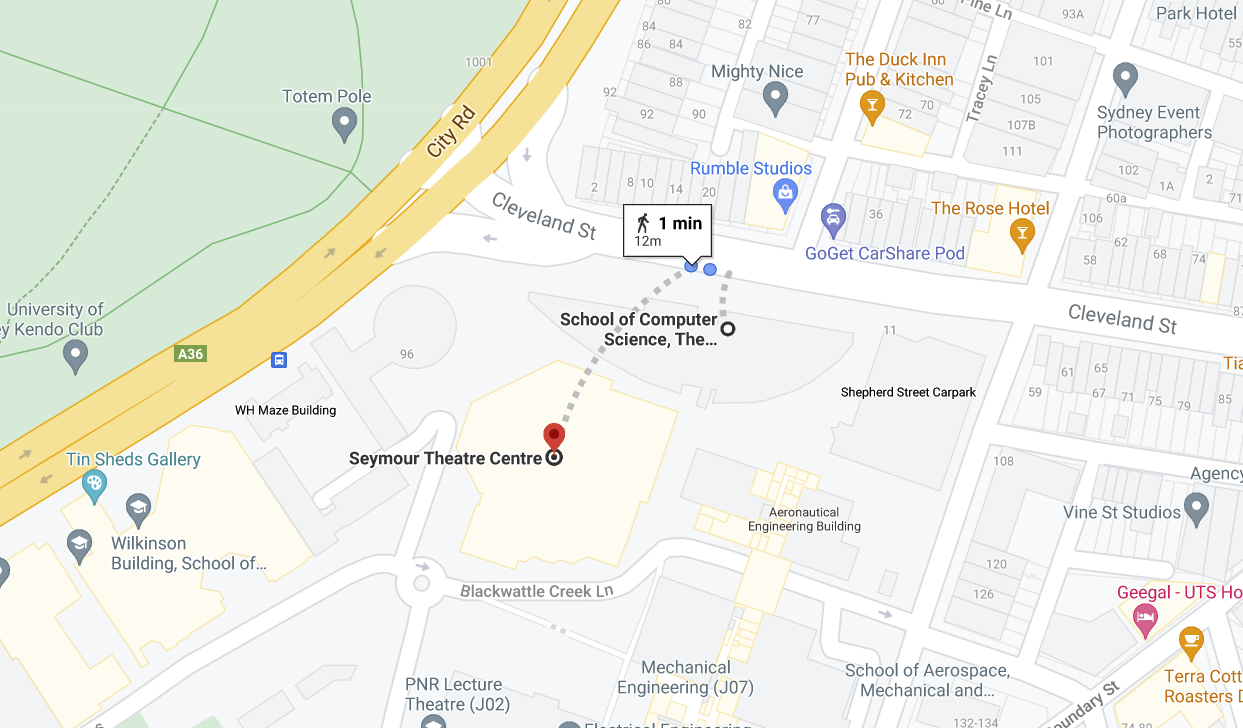 Pine Ln
93A
Park Hotel
77
82
86
84
55
1001
88
101
Mighty Nice
The Duck Inn
Pub & Kitchen
Tracey Ln
92
92
90
72
70
105
107B
111
Sydney Event
Photographers
Totem Pole
City Rd
Rumble Studios
2
8
10
14
20
102
1A
2
60a
71
Cleveland St
1 min
12m
36
The Rose Hotel
106
GoGet CarShare Pod
62
58
68
74
University of
ey Kendo Club
School of Computer
Science, The...
11
Cleveland St
A36
96
Tia
61
65
59
67
71
75
79
85
WH Maze Building
Shepherd Street Carpark
Tin Sheds Gallery
Seymour Theatre Centre
108
Agency
Vine St Studios
Aeronautical
Engineering Building
Wilkinson
Building, School of...
120
126
Blackwattle Creek Ln
Geegal - UTS Ho
Mechanical
Engineering (J07)
School of Aerospace,
Mechanical and...
PNR Lecture
Theatre (J02)
Boundary St
Terra Cott
Roasters D
132-134
74-80
Electrical Engineering